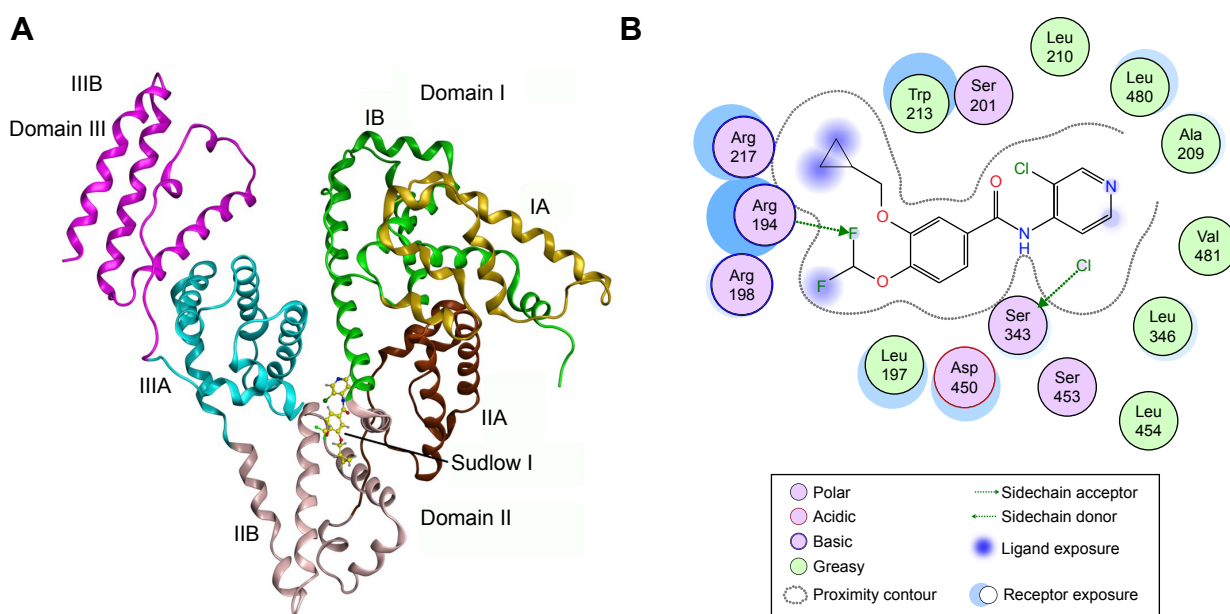 A
IIIB
Domain III
Domain I
IB
IA
IIIA
IIA
Sudlow I
Domain II
IIB
B
Leu
210
Trp
213
Ser
201
Leu
480
Arg
217
Ala
209
Cl
O
N
Arg
194
F
O
N
H
Val
481
Arg
198
F
O
Cl
Ser
343
Leu
346
Leu
197
Asp
450
Ser
453
Leu
454
Polar
Acidic
Basic
Greasy
Proximity contour
Sidechain acceptor
Sidechain donor
Ligand exposure
Receptor exposure